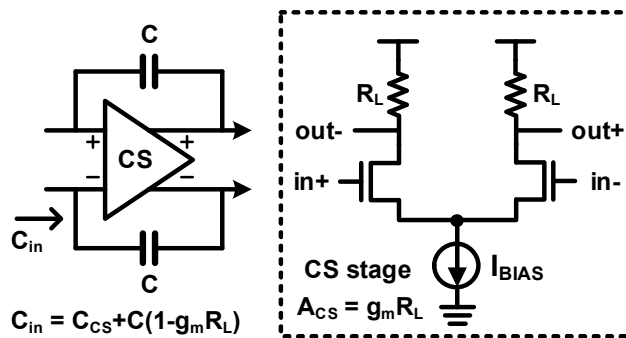 C
+ +
CS
− −
C
C_in
C_in = C_CS+C(1-g_mR_L)
R_L R_L
out- out+
in+ in-
I_BIAS
CS stage
A_CS = g_mR_L